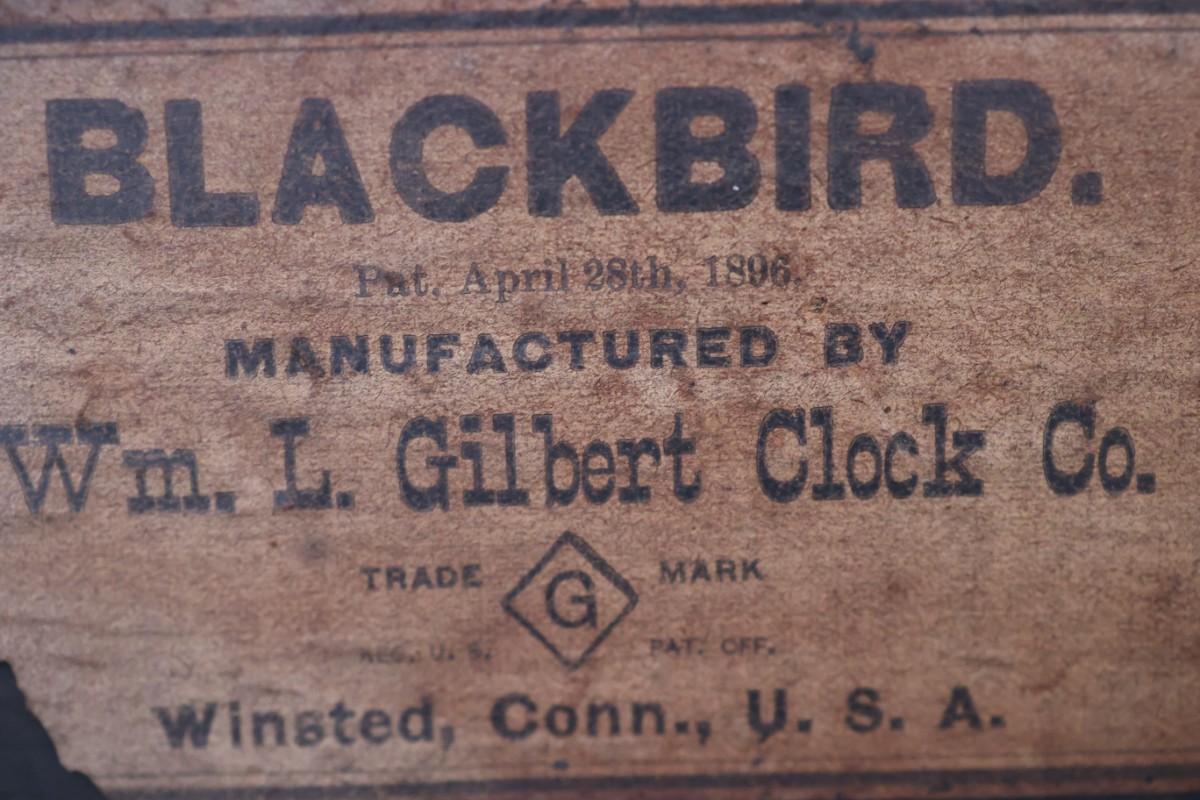 BLACKBIRD.
Pat. April 28th, 1896.
MANUFACTURED BY
Wm. L. Gilbert Clock Co.
TRADE G MARK
REG. U. S. PAT. OFF.
Winsted, Conn., U. S. A.